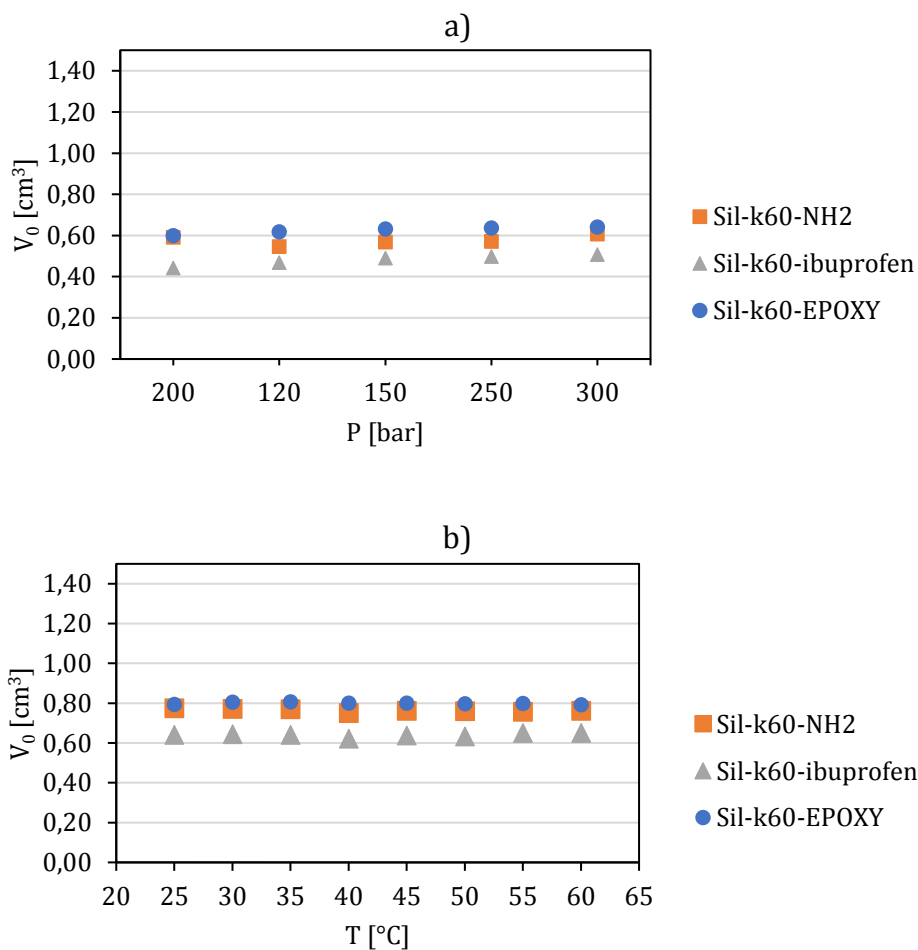 a)
1,40
1,20
1,00
0,80
0,60
0,40
0,20
0,00
V₀ [cm³]
200 120 150 250 300
P [bar]
Sil-k60-NH2
Sil-k60-ibuprofen
Sil-k60-EPOXY
b)
1,40
1,20
1,00
0,80
0,60
0,40
0,20
0,00
V₀ [cm³]
20 25 30 35 40 45 50 55 60 65
T [°C]
Sil-k60-NH2
Sil-k60-ibuprofen
Sil-k60-EPOXY